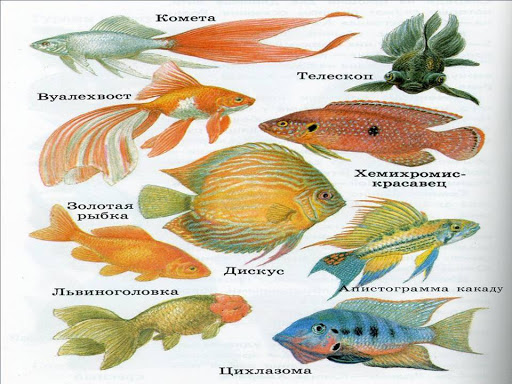 Комета
Телескоп
Вуалехвост
Хемихромис-
красавец
Золотая
рыбка
Дискус
Львиноголовка
Апистограмма какаду
Цихлазома